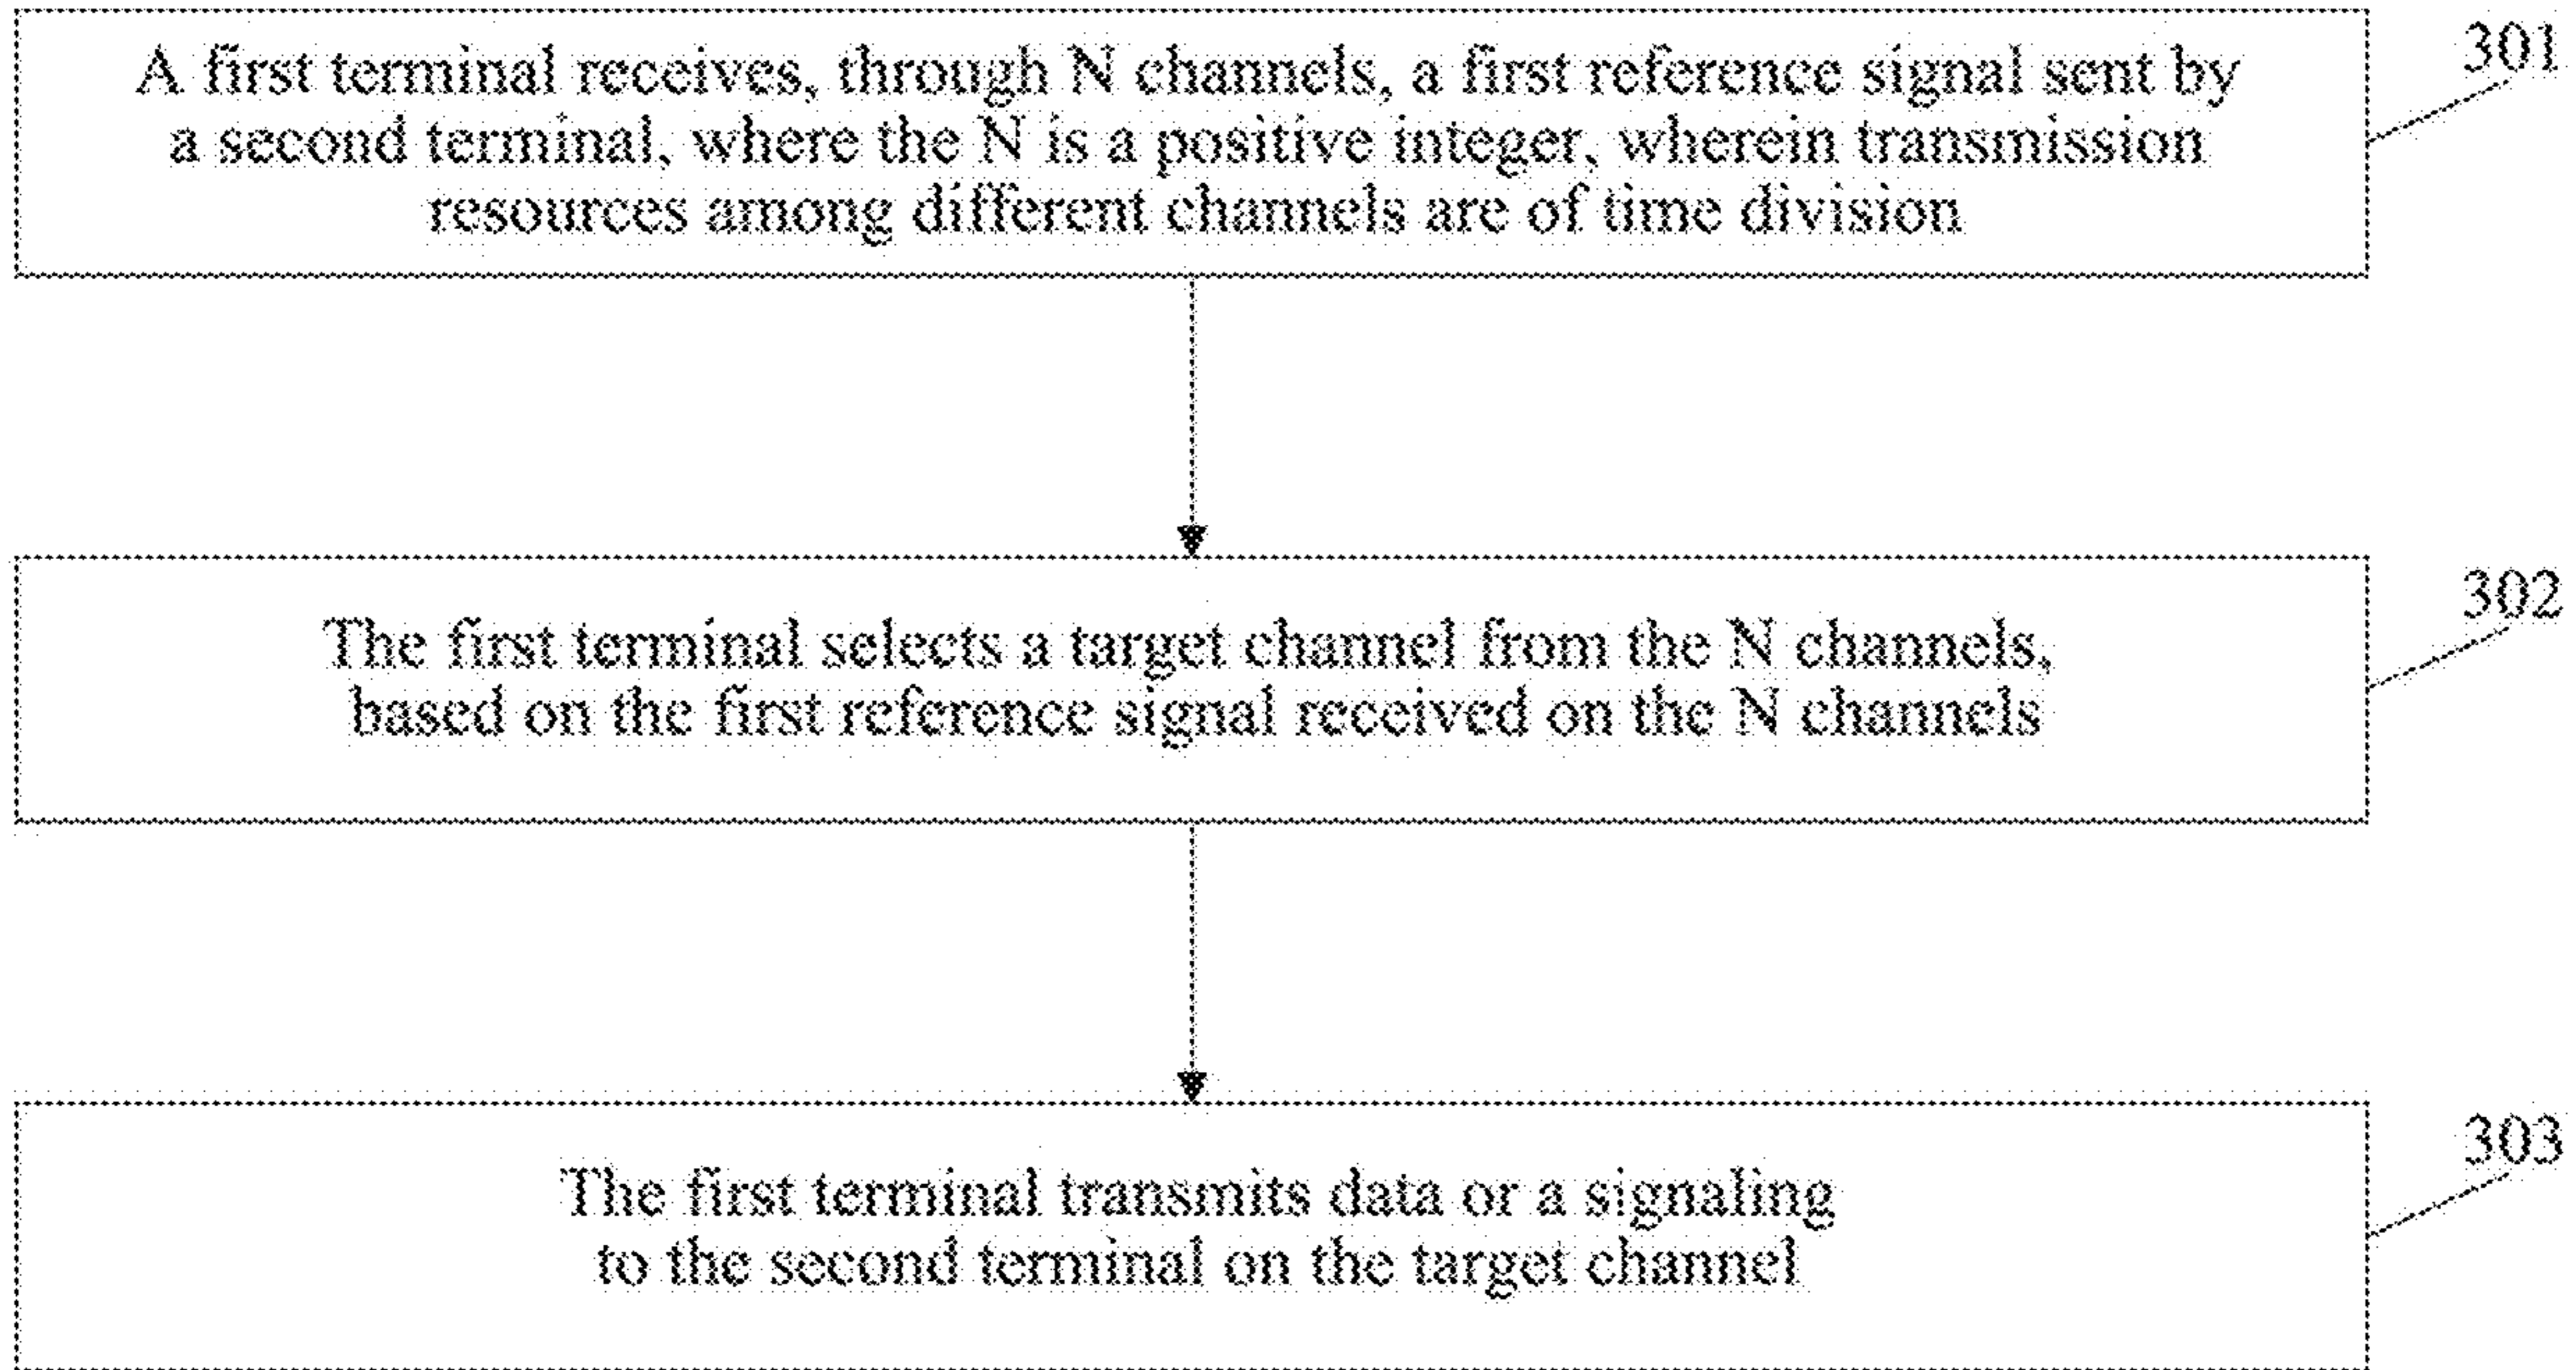 A first terminal receives, through N channels, a first reference signal sent by
a second terminal, where the N is a positive integer, wherein transmission
resources among different channels are of time division
301
The first terminal selects a target channel from the N channels,
based on the first reference signal received on the N channels
302
The first terminal transmits data or a signaling
to the second terminal on the target channel
303